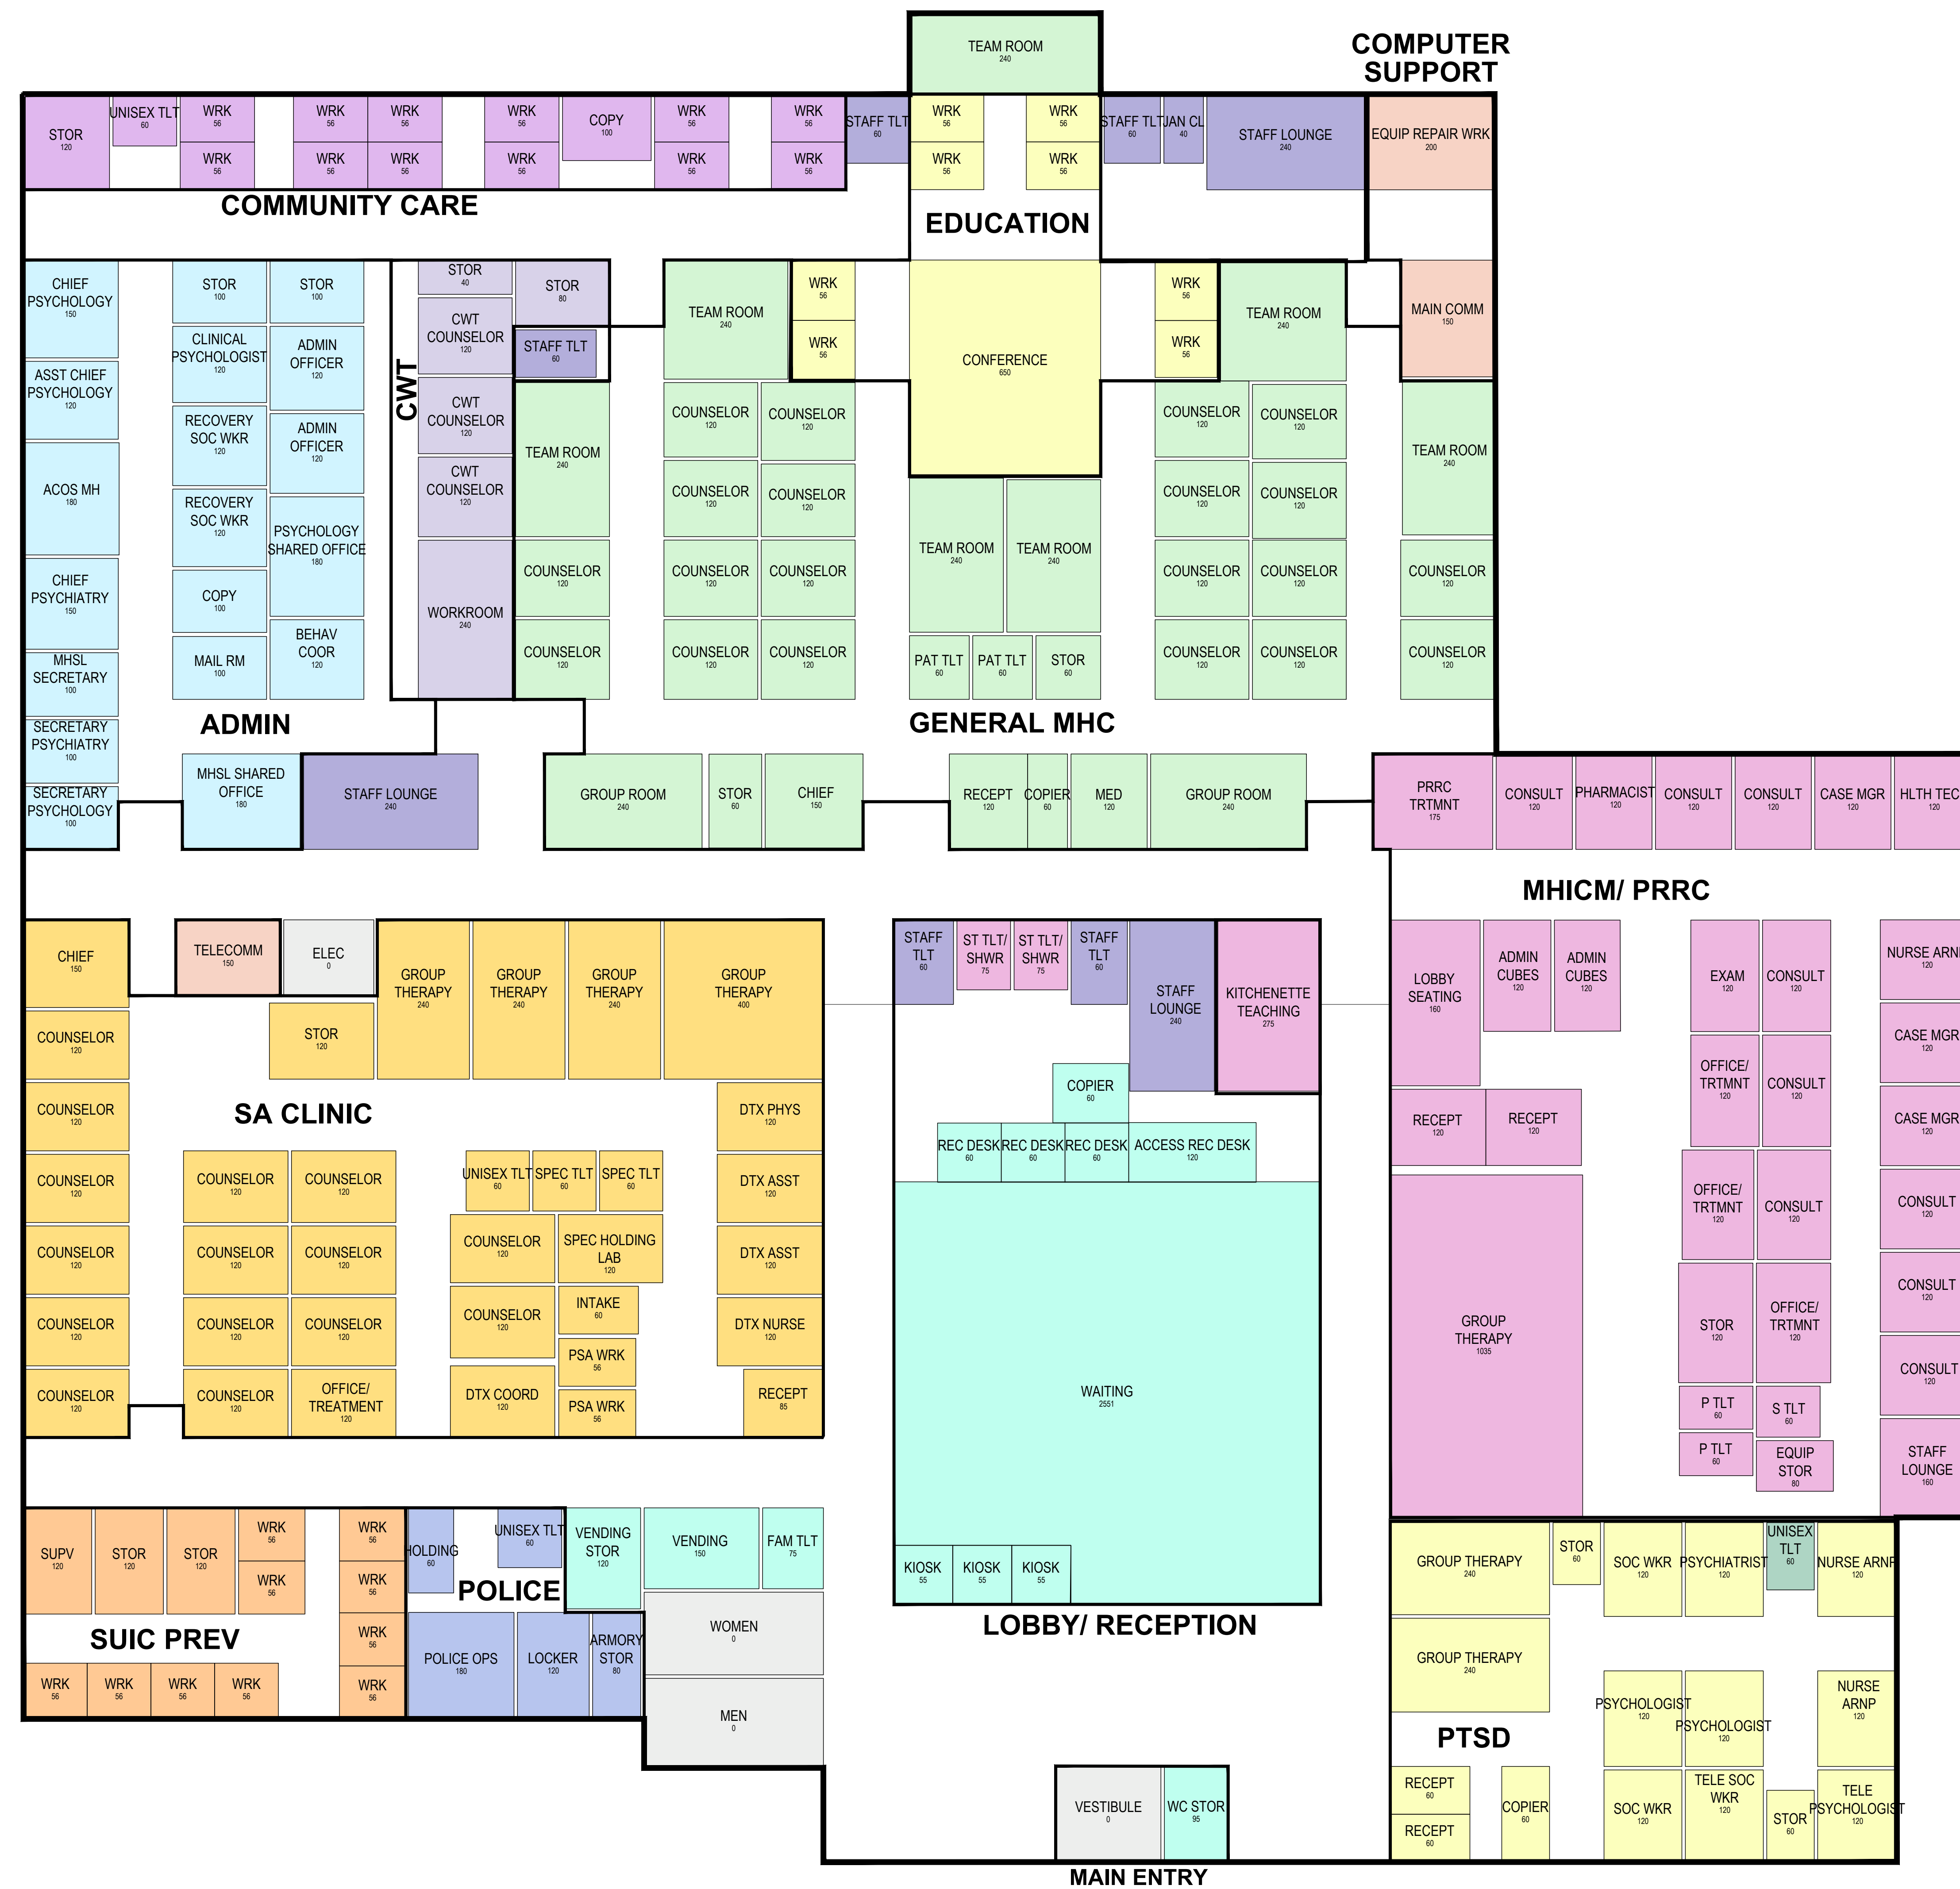 TEAM ROOM
240
COMPUTER
SUPPORT
STOR
120
UNISEX TLT
60
WRK
56
WRK
56
WRK
56
WRK
56
WRK
56
WRK
56
WRK
56
WRK
56
COPY
100
WRK
56
WRK
56
WRK
56
WRK
56
STAFF TLT
60
WRK
56
WRK
56
WRK
56
WRK
56
STAFF TLT
60
JAN CL
40
STAFF LOUNGE
240
EQUIP REPAIR WRK
200
COMMUNITY CARE
EDUCATION
CHIEF
PSYCHOLOGY
150
ASST CHIEF
PSYCHOLOGY
120
ACOS MH
180
CHIEF
PSYCHIATRY
150
MHSL
SECRETARY
100
SECRETARY
PSYCHIATRY
100
SECRETARY
PSYCHOLOGY
100
STOR
100
CLINICAL
PSYCHOLOGIST
120
RECOVERY
SOC WKR
120
RECOVERY
SOC WKR
120
COPY
100
MAIL RM
100
STOR
100
ADMIN
OFFICER
120
ADMIN
OFFICER
120
PSYCHOLOGY
SHARED OFFICE
180
BEHAV
COOR
120
ADMIN
MHSL SHARED
OFFICE
180
STAFF LOUNGE
240
CWT
STOR
40
CWT
COUNSELOR
120
CWT
COUNSELOR
120
CWT
COUNSELOR
120
WORKROOM
240
STOR
80
STAFF TLT
60
TEAM ROOM
240
COUNSELOR
120
COUNSELOR
120
TEAM ROOM
240
COUNSELOR
120
COUNSELOR
120
COUNSELOR
120
COUNSELOR
120
WRK
56
WRK
56
COUNSELOR
120
COUNSELOR
120
COUNSELOR
120
COUNSELOR
120
CONFERENCE
650
TEAM ROOM
240
TEAM ROOM
240
PAT TLT
60
PAT TLT
60
STOR
60
WRK
56
WRK
56
COUNSELOR
120
COUNSELOR
120
COUNSELOR
120
COUNSELOR
120
TEAM ROOM
240
COUNSELOR
120
COUNSELOR
120
COUNSELOR
120
COUNSELOR
120
MAIN COMM
150
TEAM ROOM
240
COUNSELOR
120
COUNSELOR
120
GENERAL MHC
GROUP ROOM
240
STOR
60
CHIEF
150
RECEPT
120
COPIER
60
MED
120
GROUP ROOM
240
PRRC
TRTMNT
175
CONSULT
120
PHARMACIST
120
CONSULT
120
CONSULT
120
CASE MGR
120
HLTH TEC
120
MHICM/ PRRC
CHIEF
150
COUNSELOR
120
COUNSELOR
120
COUNSELOR
120
COUNSELOR
120
COUNSELOR
120
COUNSELOR
120
TELECOMM
150
ELEC
0
STOR
120
GROUP
THERAPY
240
GROUP
THERAPY
240
GROUP
THERAPY
240
GROUP
THERAPY
400
SA CLINIC
COUNSELOR
120
COUNSELOR
120
COUNSELOR
120
COUNSELOR
120
COUNSELOR
120
COUNSELOR
120
COUNSELOR
120
OFFICE/
TREATMENT
120
UNISEX TLT
60
SPEC TLT
60
SPEC TLT
60
COUNSELOR
120
SPEC HOLDING
LAB
120
COUNSELOR
120
INTAKE
60
PSA WRK
56
DTX COORD
120
PSA WRK
56
DTX PHYS
120
DTX ASST
120
DTX ASST
120
DTX NURSE
120
RECEPT
85
STAFF
TLT
60
ST TLT/
SHWR
75
ST TLT/
SHWR
75
STAFF
TLT
60
STAFF
LOUNGE
240
KITCHENETTE
TEACHING
275
COPIER
60
REC DESK
60
REC DESK
60
REC DESK
60
ACCESS REC DESK
120
WAITING
2551
KIOSK
55
KIOSK
55
KIOSK
55
LOBBY/ RECEPTION
LOBBY
SEATING
160
ADMIN
CUBES
120
ADMIN
CUBES
120
RECEPT
120
RECEPT
120
GROUP
THERAPY
1035
EXAM
120
CONSULT
120
OFFICE/
TRTMNT
120
CONSULT
120
OFFICE/
TRTMNT
120
CONSULT
120
STOR
120
OFFICE/
TRTMNT
120
P TLT
60
S TLT
60
P TLT
60
EQUIP
STOR
80
NURSE ARN
120
CASE MGR
120
CASE MGR
120
CONSULT
120
CONSULT
120
CONSULT
120
STAFF
LOUNGE
160
SUPV
120
STOR
120
STOR
120
WRK
56
WRK
56
WRK
56
WRK
56
WRK
56
WRK
56
SUIC PREV
WRK
56
WRK
56
WRK
56
WRK
56
HOLDING
60
UNISEX TLT
60
POLICE
POLICE OPS
180
LOCKER
120
ARMORY
STOR
80
VENDING
STOR
120
VENDING
150
FAM TLT
75
WOMEN
0
MEN
0
VESTIBULE
0
WC STOR
95
MAIN ENTRY
GROUP THERAPY
240
STOR
60
SOC WKR
120
PSYCHIATRIST
120
UNISEX
TLT
60
NURSE ARNP
120
GROUP THERAPY
240
PSYCHOLOGIST
120
PSYCHOLOGIST
120
NURSE
ARNP
120
PTSD
RECEPT
60
RECEPT
60
COPIER
60
SOC WKR
120
TELE SOC
WKR
120
STOR
60
TELE
PSYCHOLOGIST
120